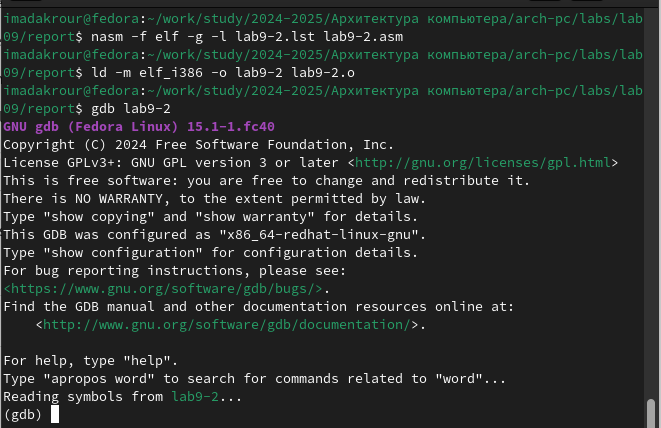 imadakrour@fedora:~/work/study/2024-2025/Архитектура компьютера/arch-pc/labs/lab
09/report$ nasm -f elf -g -l lab9-2.lst lab9-2.asm
imadakrour@fedora:~/work/study/2024-2025/Архитектура компьютера/arch-pc/labs/lab
09/report$ ld -m elf_i386 -o lab9-2 lab9-2.o
imadakrour@fedora:~/work/study/2024-2025/Архитектура компьютера/arch-pc/labs/lab
09/report$ gdb lab9-2
GNU gdb (Fedora Linux) 15.1-1.fc40
Copyright (C) 2024 Free Software Foundation, Inc.
License GPLv3+: GNU GPL version 3 or later <http://gnu.org/licenses/gpl.html>
This is free software: you are free to change and redistribute it.
There is NO WARRANTY, to the extent permitted by law.
Type "show copying" and "show warranty" for details.
This GDB was configured as "x86_64-redhat-linux-gnu".
Type "show configuration" for configuration details.
For bug reporting instructions, please see:
<https://www.gnu.org/software/gdb/bugs/>.
Find the GDB manual and other documentation resources online at:
    <http://www.gnu.org/software/gdb/documentation/>.

For help, type "help".
Type "apropos word" to search for commands related to "word"...
Reading symbols from lab9-2...
(gdb)